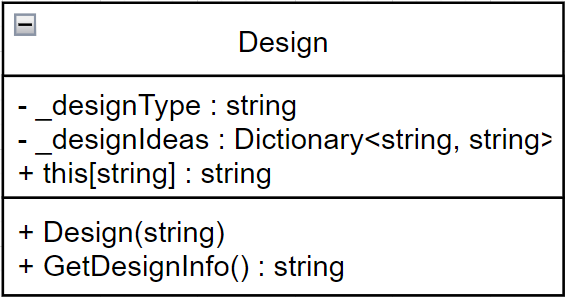 Design
- _designType : string
- _designIdeas : Dictionary<string, string>
+ this[string] : string
+ Design(string)
+ GetDesignInfo() : string